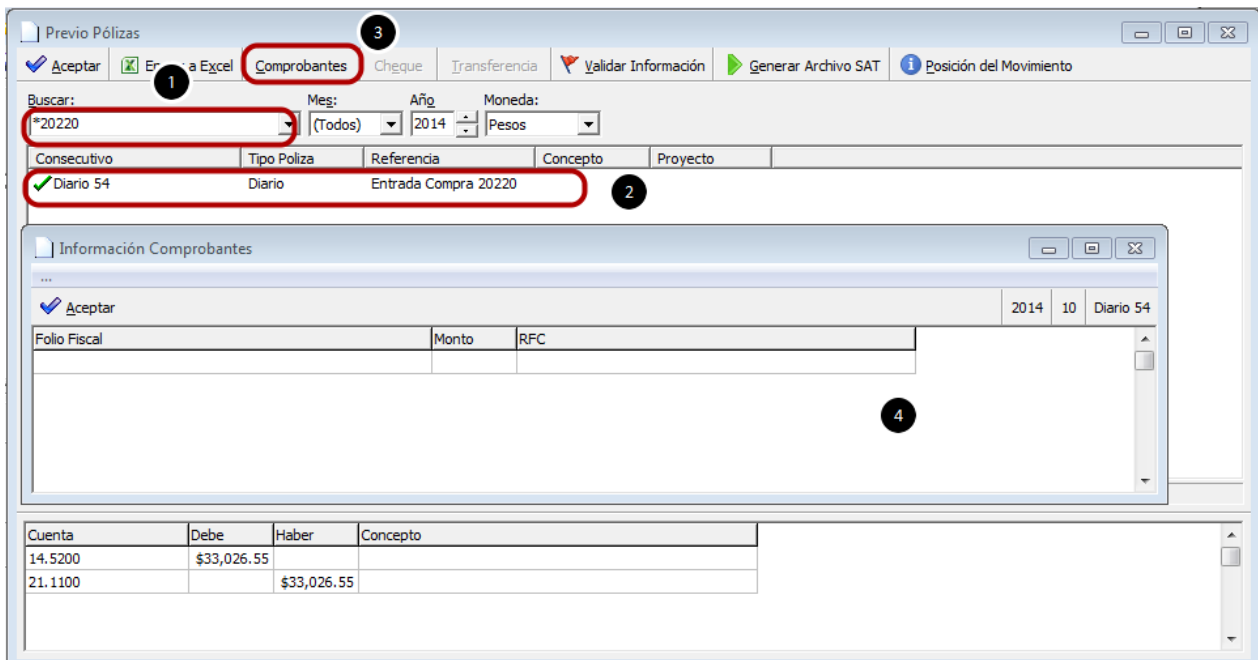 Previo Pólizas
3
Aceptar a Excel Comprobantes Cheque Transferencia Validar Información Generar Archivo SAT Posición del Movimiento
1
Buscar: Mes: Año Moneda:
*20220 (Todos) 2014 Pesos
Consecutivo Tipo Poliza Referencia Concepto Proyecto
Diario 54 Diario Entrada Compra 20220
2
Información Comprobantes
...
Aceptar 2014 10 Diario 54
Folio Fiscal Monto RFC
4
Cuenta Debe Haber Concepto
14.5200 $33,026.55
21.1100 $33,026.55